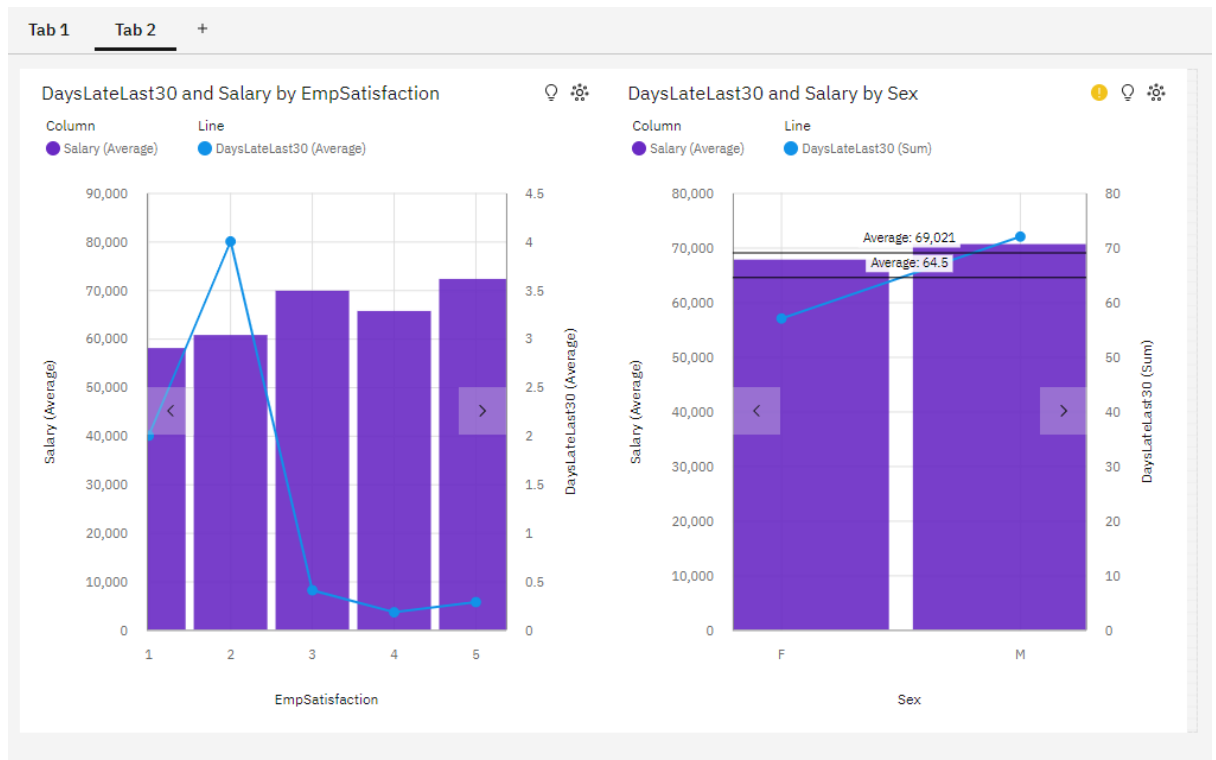 Tab 1 Tab 2 +
DaysLateLast30 and Salary by EmpSatisfaction
Column Line
Salary (Average) DaysLateLast30 (Average)
90,000 4.5
80,000 4
70,000 3.5
60,000 3
50,000 2.5
40,000 2
30,000 1.5
20,000 1
10,000 0.5
0 0
Salary (Average)
DaysLateLast30 (Average)
1 2 3 4 5
EmpSatisfaction
DaysLateLast30 and Salary by Sex
Column Line
Salary (Average) DaysLateLast30 (Sum)
80,000 80
70,000 70
60,000 60
50,000 50
40,000 40
30,000 30
20,000 20
10,000 10
0 0
Average: 69,021
Average: 64.5
Salary (Average)
DaysLateLast30 (Sum)
F M
Sex